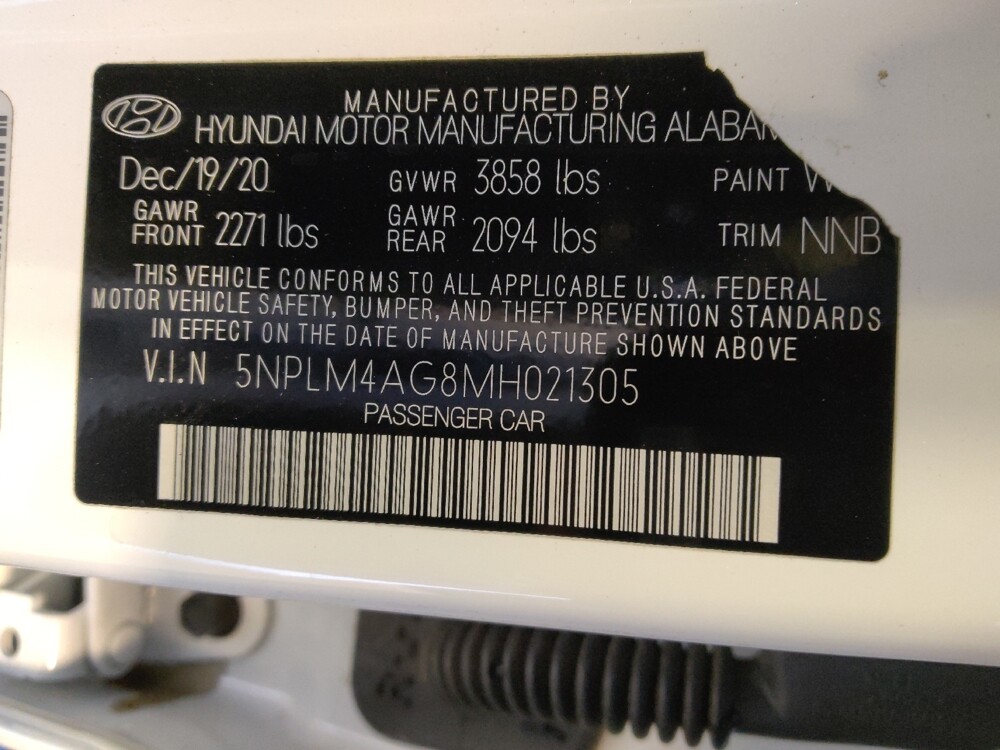 MANUFACTURED BY
HYUNDAI MOTOR MANUFACTURING
Dec/19/20 GVWR 3858 lbs PAINT
GAWR FRONT 2271 lbs GAWR REAR 2094 lbs TRIM NNB
THIS VEHICLE CONFORMS TO ALL APPLICABLE U.S.A. FEDERAL
MOTOR VEHICLE SAFETY, BUMPER, AND THEFT PREVENTION STANDARDS
IN EFFECT ON THE DATE OF MANUFACTURE SHOWN ABOVE
V.I.N 5NPLM4AG8MH021305
PASSENGER CAR